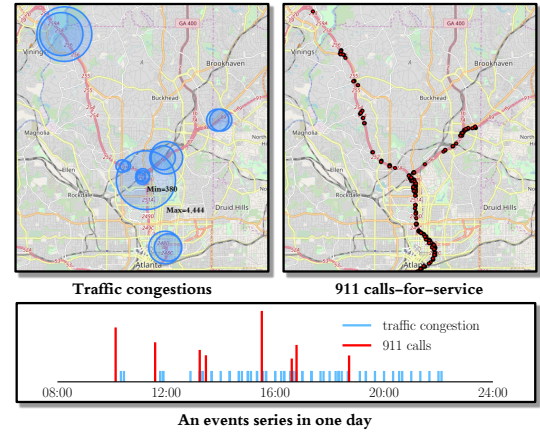 GA 400
Vinings
Brookhaven
Buckhead
Magnolia
Ellen
Rockdale
Min=380
Max=4,444
Druid Hills
Atlanta
GA 400
Vinings
Brookhaven
Buckhead
Magnolia
Ellen
Rockdale
Druid Hills
Atlanta
Traffic congestions
911 calls-for-service
traffic congestion
911 calls
08:00 12:00 16:00 20:00 24:00
An events series in one day